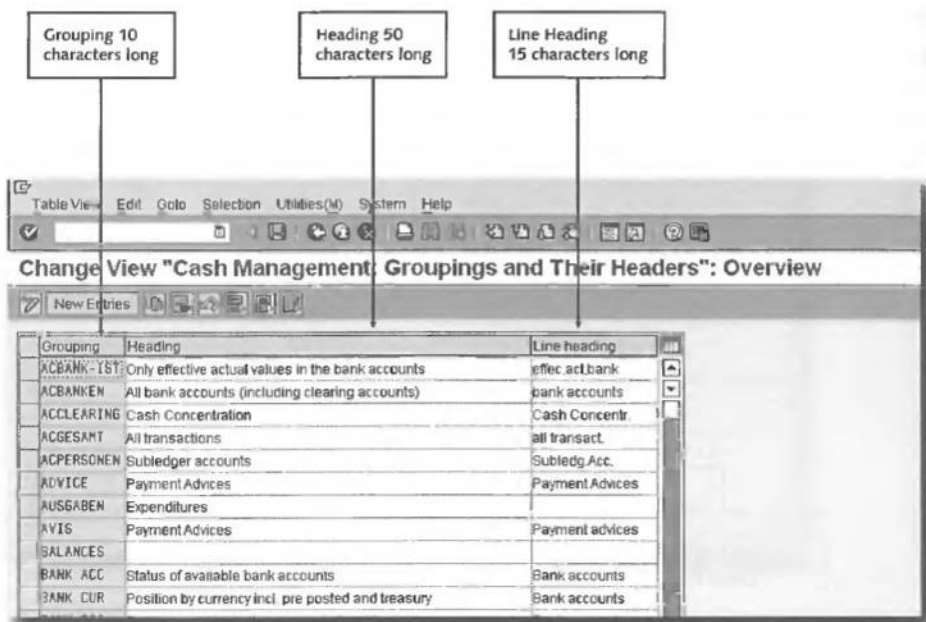 Grouping 10 characters long
Heading 50 characters long
Line Heading 15 characters long
Table View Edit Goto Selection Utilities(M) System Help
Change View "Cash Management: Groupings and Their Headers": Overview
New Entries
Grouping Heading Line heading
ACBANK-IST Only effective actual values in the bank accounts effec.act.bank
ACBANKEN All bank accounts (including clearing accounts) bank accounts
ACCLEARING Cash Concentration Cash Concentr.
ACGESAMT All transactions all transact.
ACPERSONEN Subledger accounts Subledg.Acc.
ADVICE Payment Advices Payment Advices
AUSGABEN Expenditures
AVIS Payment Advices Payment advices
BALANCES
BANK ACC Status of available bank accounts Bank accounts
BANK CUR Position by currency incl. pre posted and treasury Bank accounts